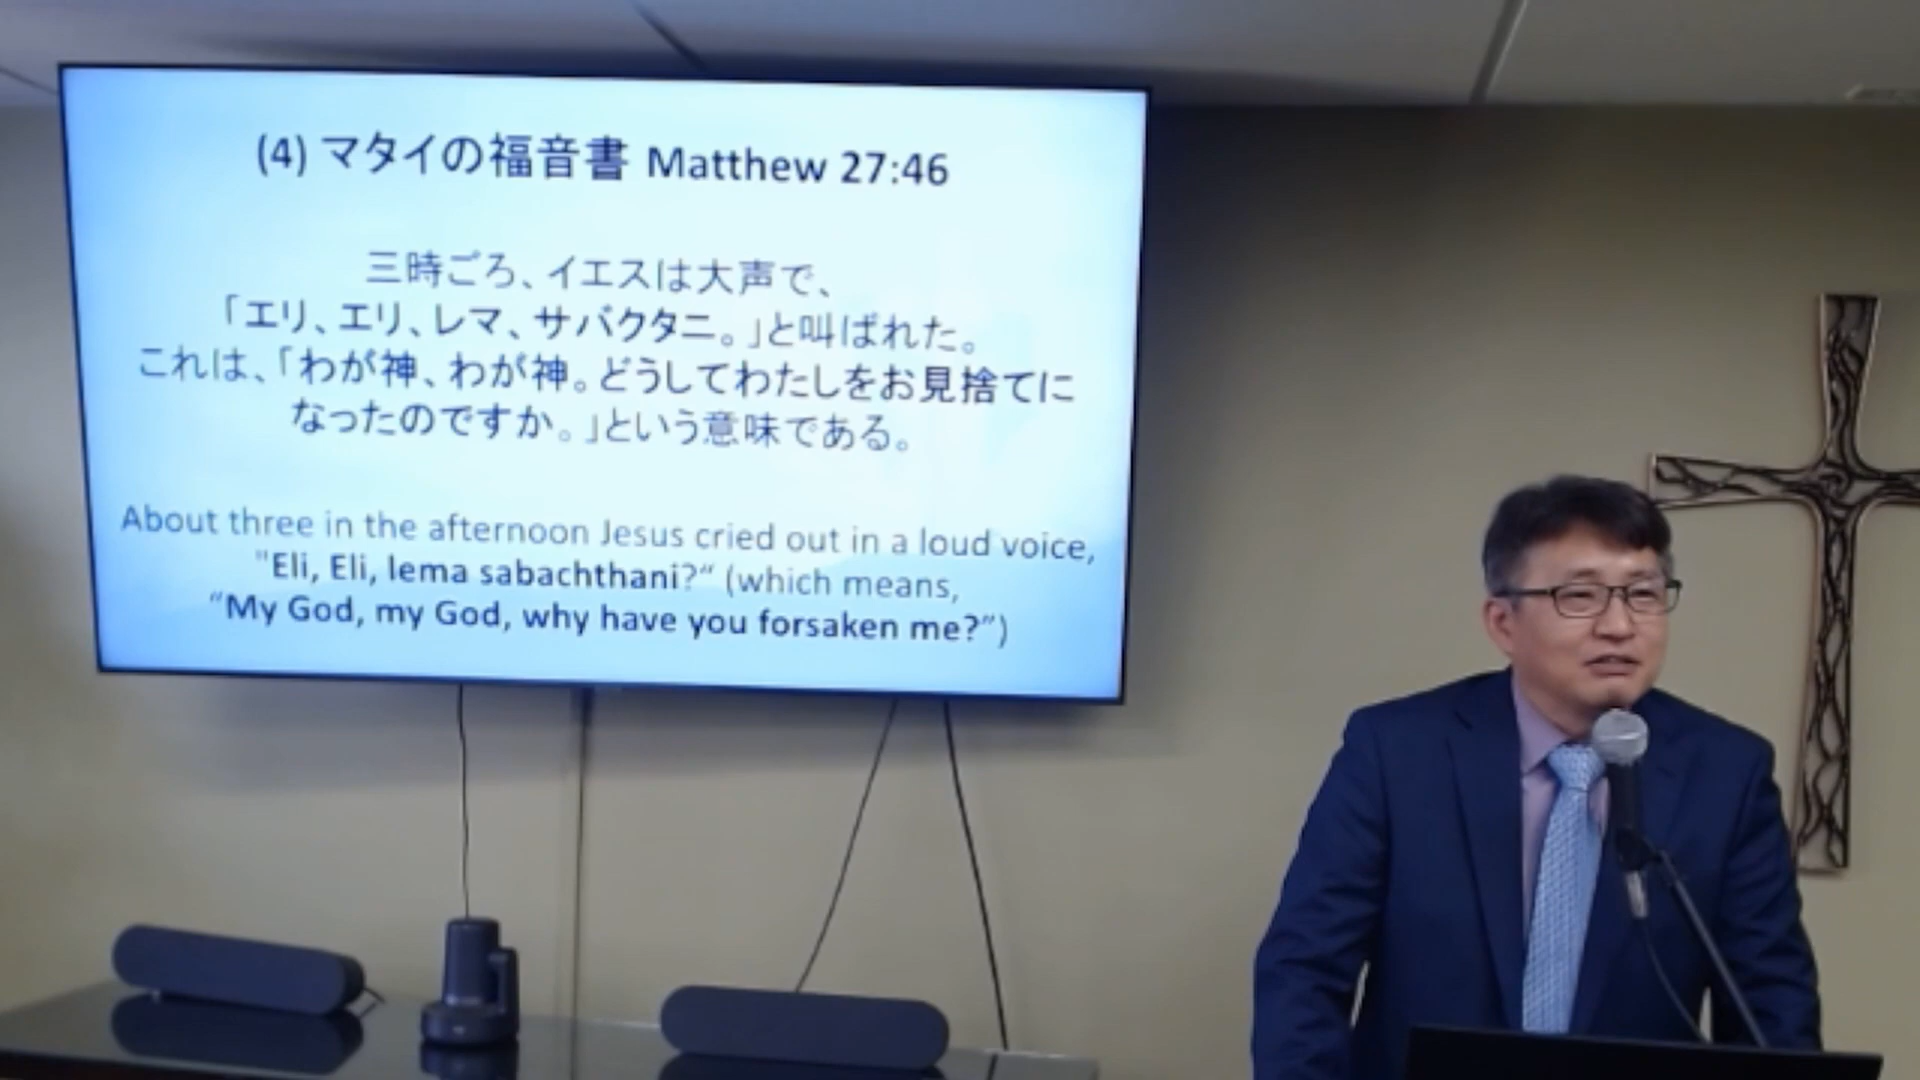 (4) マタイの福音書 Matthew 27:46
三時ごろ、イエスは大声で、
「エリ、エリ、レマ、サバクタニ。」と叫ばれた。
これは、「わが神、わが神。どうしてわたしをお見捨てに
なったのですか。」という意味である。
About three in the afternoon Jesus cried out in a loud voice,
"Eli, Eli, lema sabachthani?“ (which means,
“My God, my God, why have you forsaken me?”)